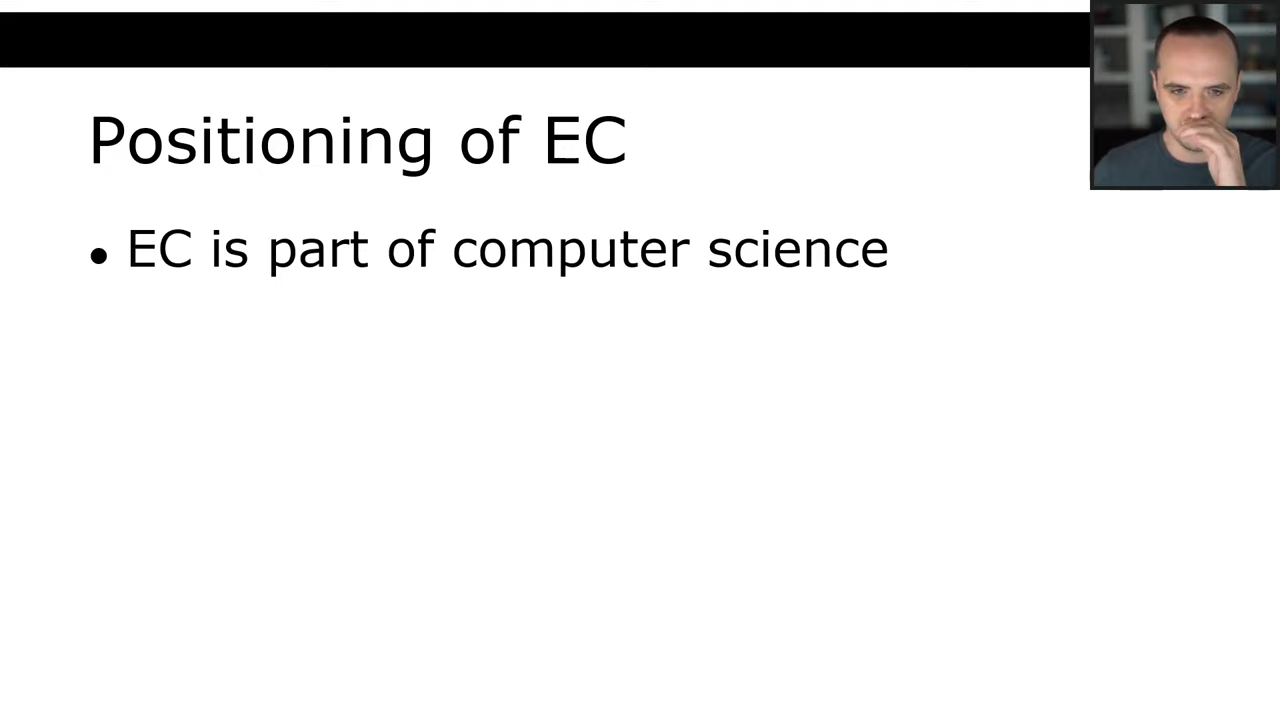 Positioning of EC
• EC is part of computer science